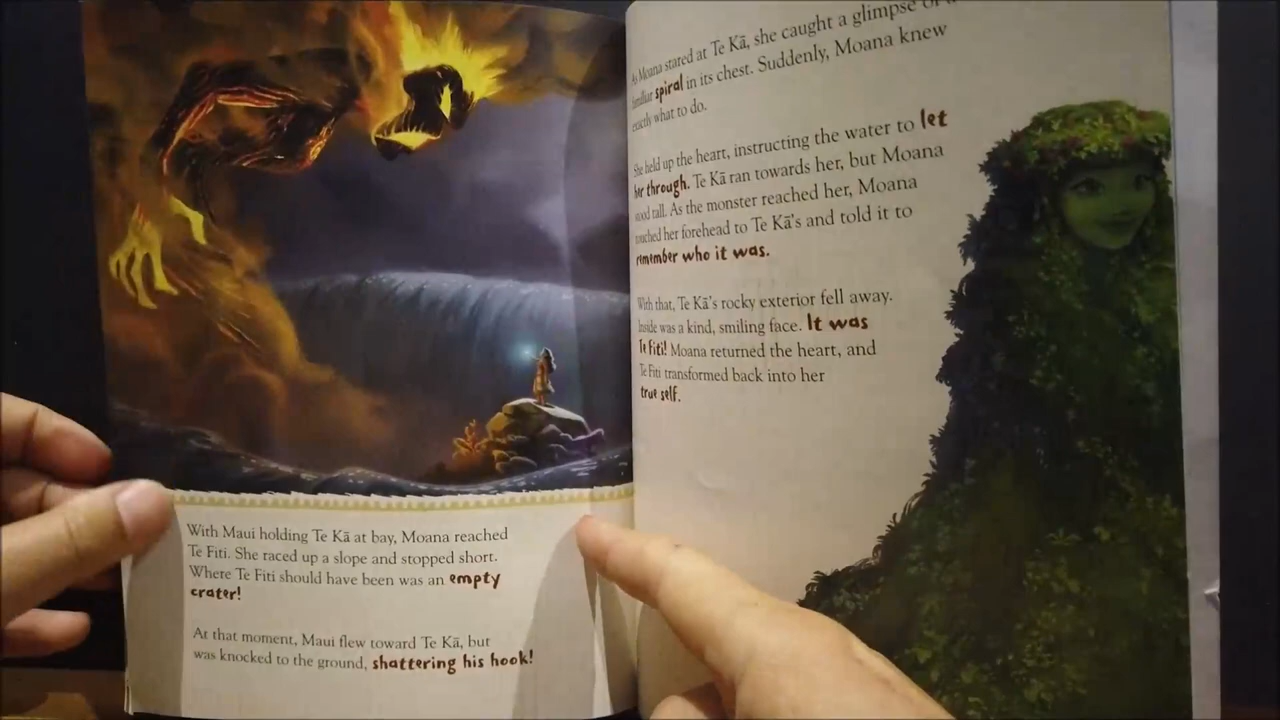 With Maui holding Te Kā at bay, Moana reached
Te Fiti. She raced up a slope and stopped short.
Where Te Fiti should have been was an empty
crater!
At that moment, Maui flew toward Te Kā, but
was knocked to the ground, shattering his hook!
As Moana stared at Te Kā, she caught a glimpse of
familiar spiral in its chest. Suddenly, Moana knew
exactly what to do.
She held up the heart, instructing the water to let
her through. Te Kā ran towards her, but Moana
stood tall. As the monster reached her, Moana
touched her forehead to Te Kā's and told it to
remember who it was.
With that, Te Kā's rocky exterior fell away.
Inside was a kind, smiling face. It was
Te Fiti! Moana returned the heart, and
Te Fiti transformed back into her
true self.